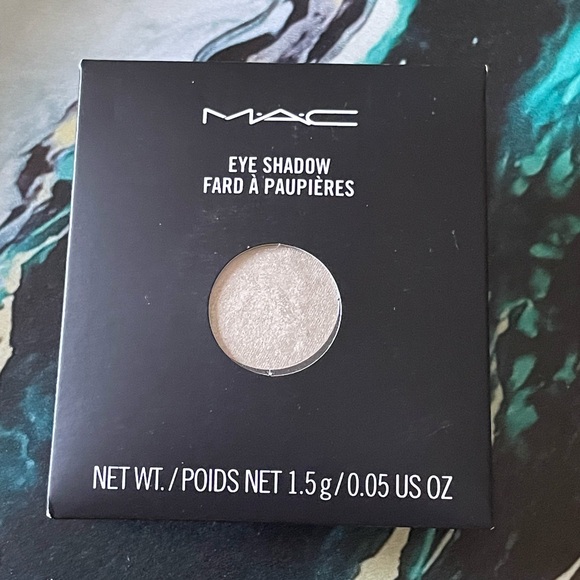 M·A·C
EYE SHADOW
FARD À PAUPIÈRES
NET WT. / POIDS NET 1.5 g / 0.05 US OZ